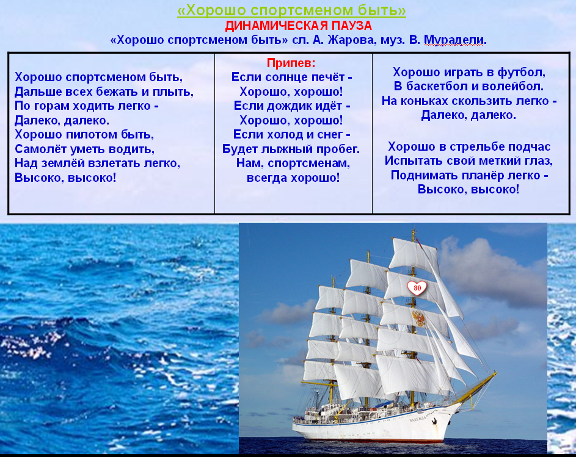 «Хорошо спортсменом быть»
ДИНАМИЧЕСКАЯ ПАУЗА
«Хорошо спортсменом быть» сл. А. Жарова, муз. В. Мурадели.
Хорошо спортсменом быть,
Дальше всех бежать и плыть,
По горам ходить легко -
Далеко, далеко.
Хорошо пилотом быть,
Самолёт уметь водить,
Над землёй взлетать легко,
Высоко, высоко!
Припев:
Если солнце печёт -
Хорошо, хорошо!
Если дождик идёт -
Хорошо, хорошо!
Если холод и снег -
Будет лыжный пробег.
Нам, спортсменам,
всегда хорошо!
Хорошо играть в футбол,
В баскетбол и волейбол.
На коньках скользить легко -
Далеко, далеко.
Хорошо в стрельбе подчас
Испытать свой меткий глаз,
Поднимать планёр легко -
Высоко, высоко!
80